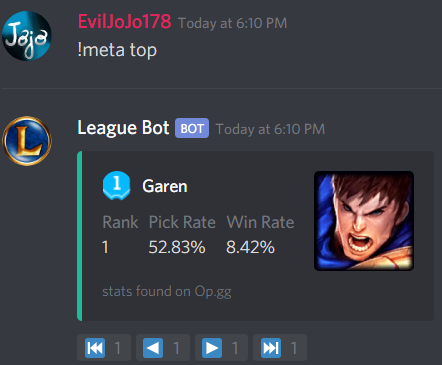 Jojo
EvilJoJo178 Today at 6:10 PM
!meta top
L
League Bot BOT Today at 6:10 PM
1 Garen
Rank Pick Rate Win Rate
1 52.83% 8.42%
stats found on Op.gg
1 1 1 1